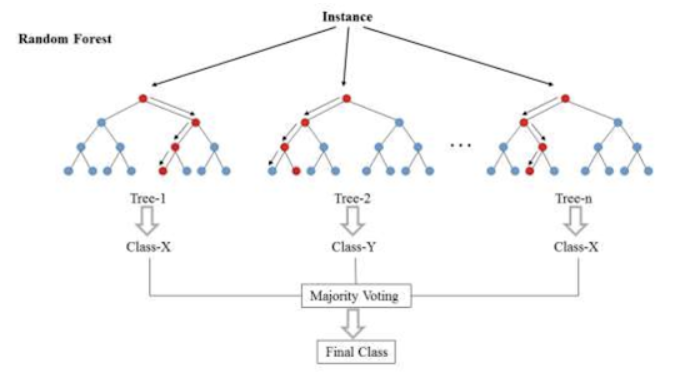 Instance
Random Forest
...
Tree-1
Tree-2
Tree-n
Class-X
Class-Y
Class-X
Majority Voting
Final Class